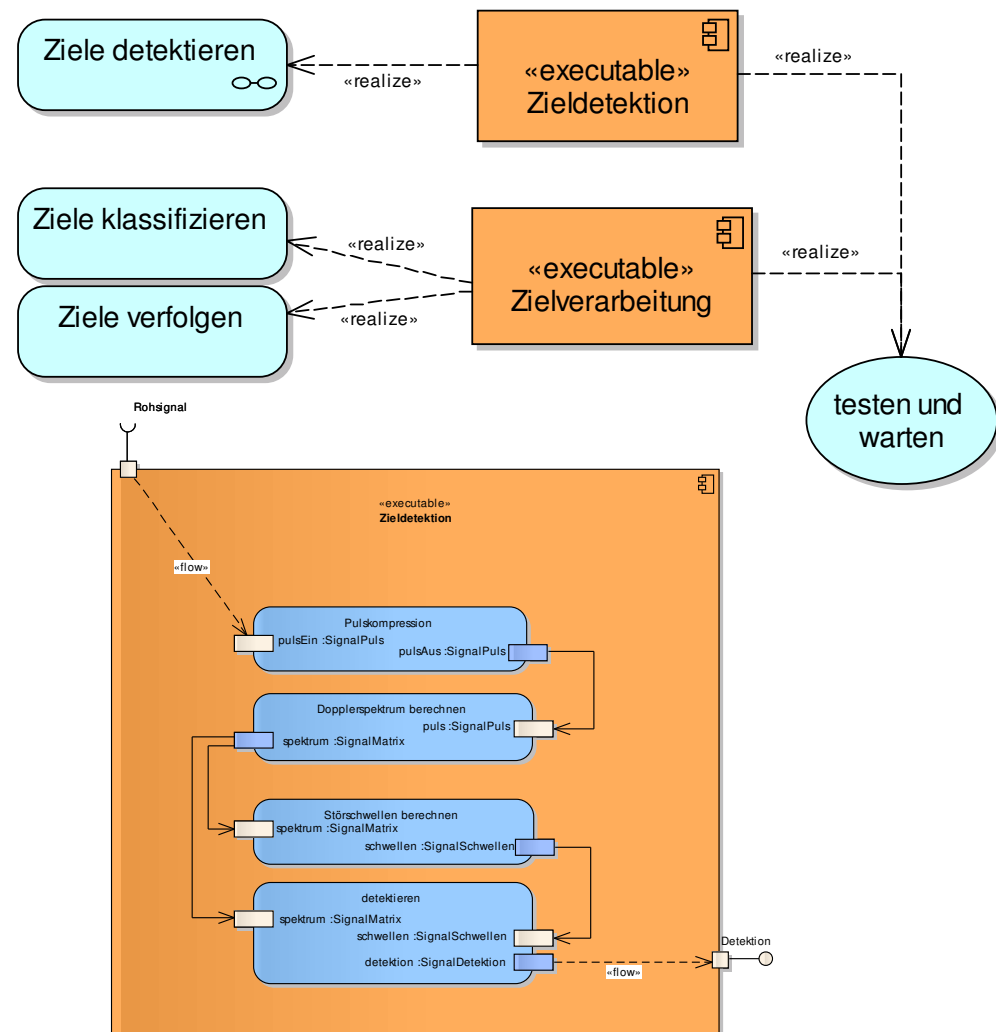 Ziele detektieren
«realize»
«executable»
Zieldetektion
«realize»
Ziele klassifizieren
«realize»
«executable»
Zielverarbeitung
«realize»
Ziele verfolgen
«realize»
testen und
warten
Rohsignal
«executable»
Zieldetektion
«flow»
Pulskompression
pulsEin :SignalPuls
pulsAus :SignalPuls
Dopplerspektrum berechnen
puls :SignalPuls
spektrum :SignalMatrix
Störschwellen berechnen
spektrum :SignalMatrix
schwellen :SignalSchwellen
detektieren
spektrum :SignalMatrix
schwellen :SignalSchwellen
detektion :SignalDetektion
«flow»
Detektion